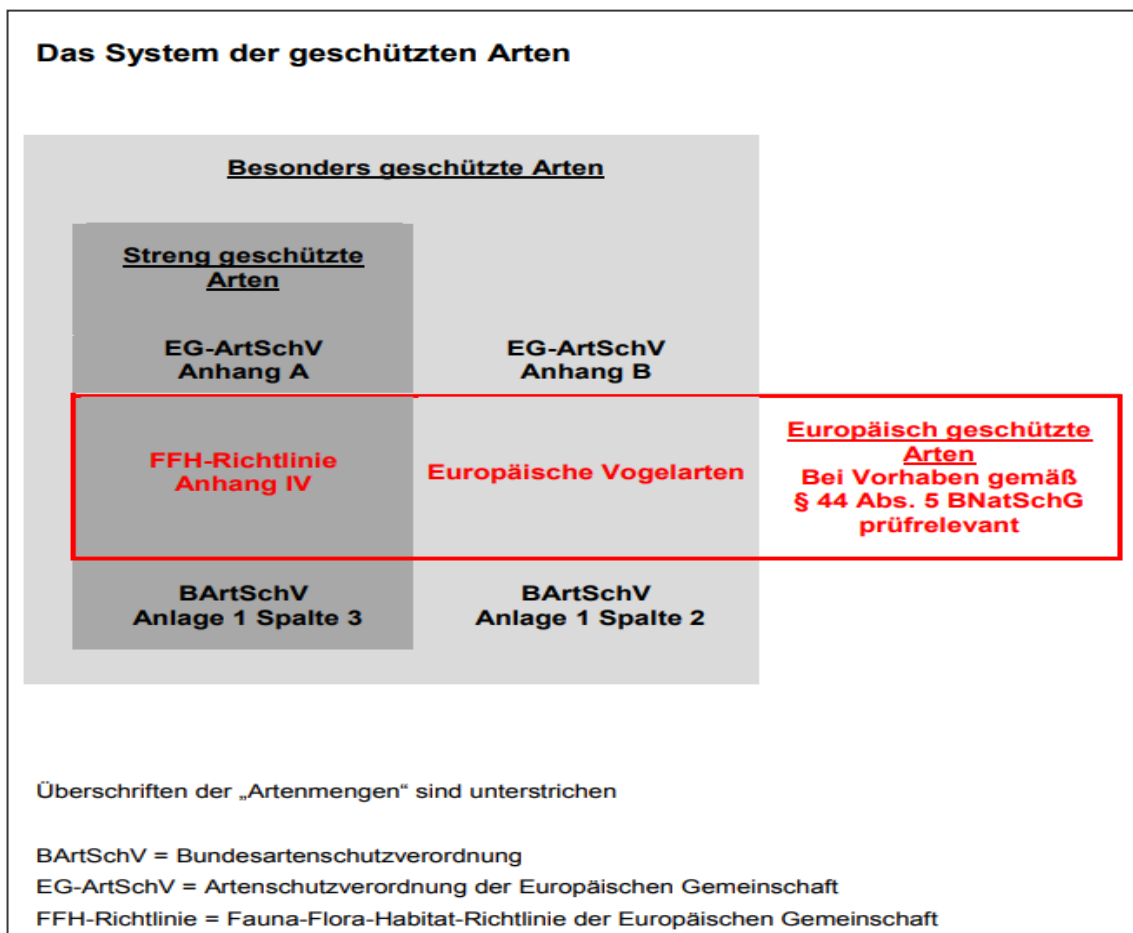 Das System der geschützten Arten
Besonders geschützte Arten
Streng geschützte
Arten
EG-ArtSchV
Anhang A
EG-ArtSchV
Anhang B
FFH-Richtlinie
Anhang IV
Europäische Vogelarten
Europäisch geschützte
Arten
Bei Vorhaben gemäß
§ 44 Abs. 5 BNatSchG
prüfrelevant
BArtSchV
Anlage 1 Spalte 3
BArtSchV
Anlage 1 Spalte 2
Überschriften der „Artenmengen“ sind unterstrichen
BArtSchV = Bundesartenschutzverordnung
EG-ArtSchV = Artenschutzverordnung der Europäischen Gemeinschaft
FFH-Richtlinie = Fauna-Flora-Habitat-Richtlinie der Europäischen Gemeinschaft